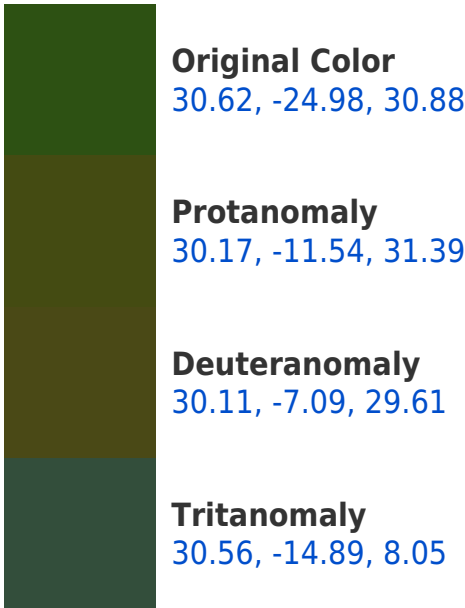 Original Color
30.62, -24.98, 30.88
Protanomaly
30.17, -11.54, 31.39
Deuteranomaly
30.11, -7.09, 29.61
Tritanomaly
30.56, -14.89, 8.05